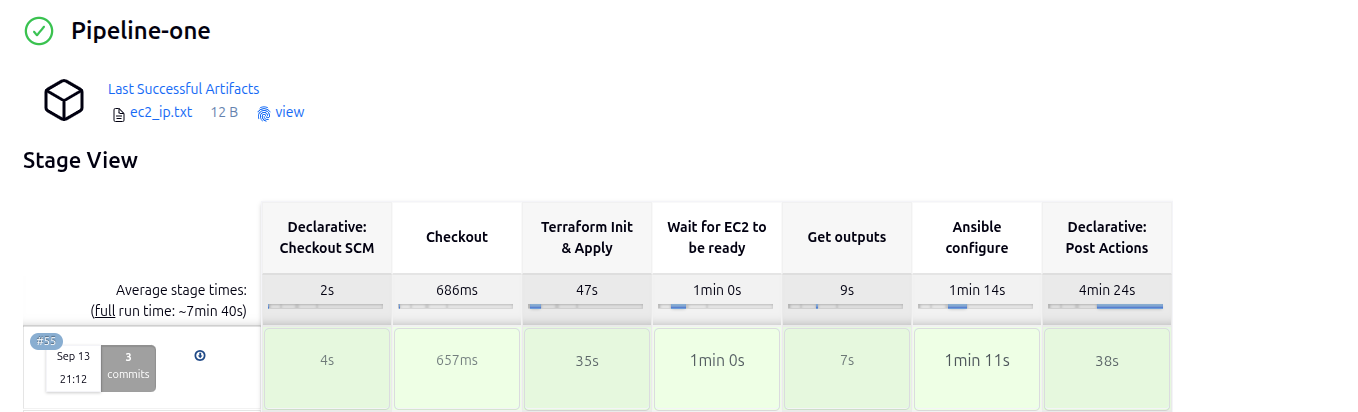 Pipeline-one
Last Successful Artifacts
ec2_ip.txt 12 B view
Stage View
Declarative: Checkout Terraform Init Wait for EC2 to Get outputs Ansible Declarative:
Checkout SCM & Apply be ready configure Post Actions
Average stage times: 2s 686ms 47s 1min 0s 9s 1min 14s 4min 24s
(full run time: ~7min 40s)
#55
Sep 13 3
21:12 commits
4s 657ms 35s 1min 0s 7s 1min 11s 38s